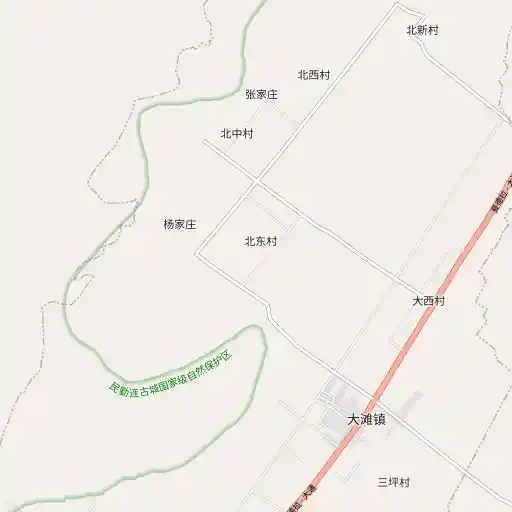 北新村
北西村
张家庄
北中村
杨家庄
北东村
大西村
民勤连古城国家级自然保护区
大滩镇
三坪村